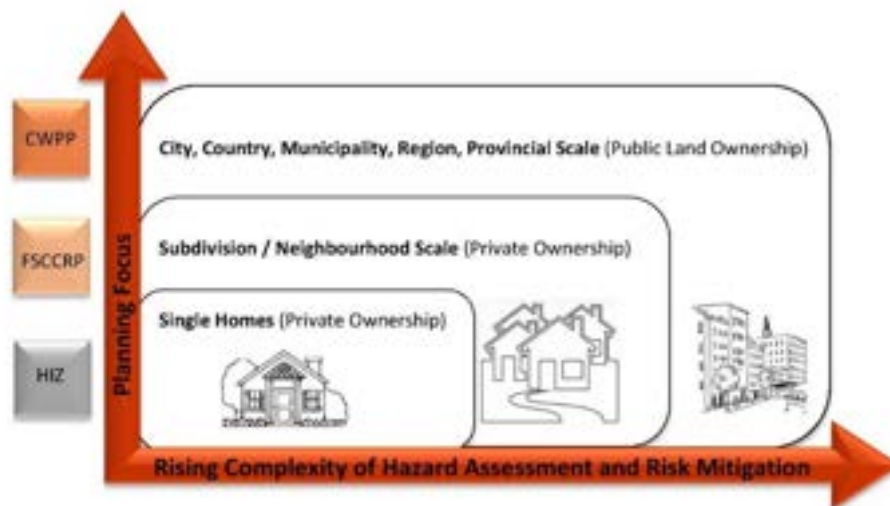 CWPP
City, Country, Municipality, Region, Provincial Scale (Public Land Ownership)
FSCCRP
Subdivision / Neighbourhood Scale (Private Ownership)
HIZ
Single Homes (Private Ownership)
Planning Focus
Rising Complexity of Hazard Assessment and Risk Mitigation